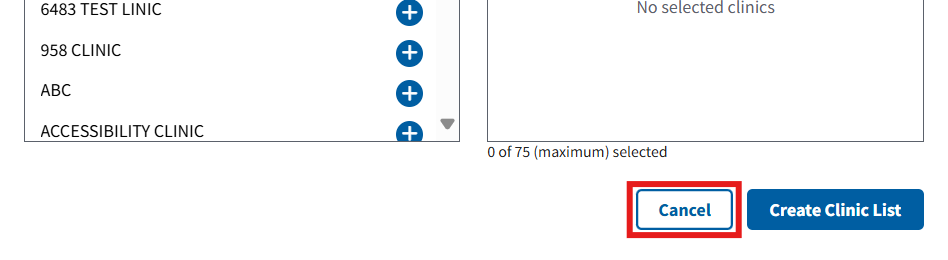 6483 TEST LINIC
958 CLINIC
ABC
ACCESSIBILITY CLINIC
No selected clinics
0 of 75 (maximum) selected
Cancel
Create Clinic List